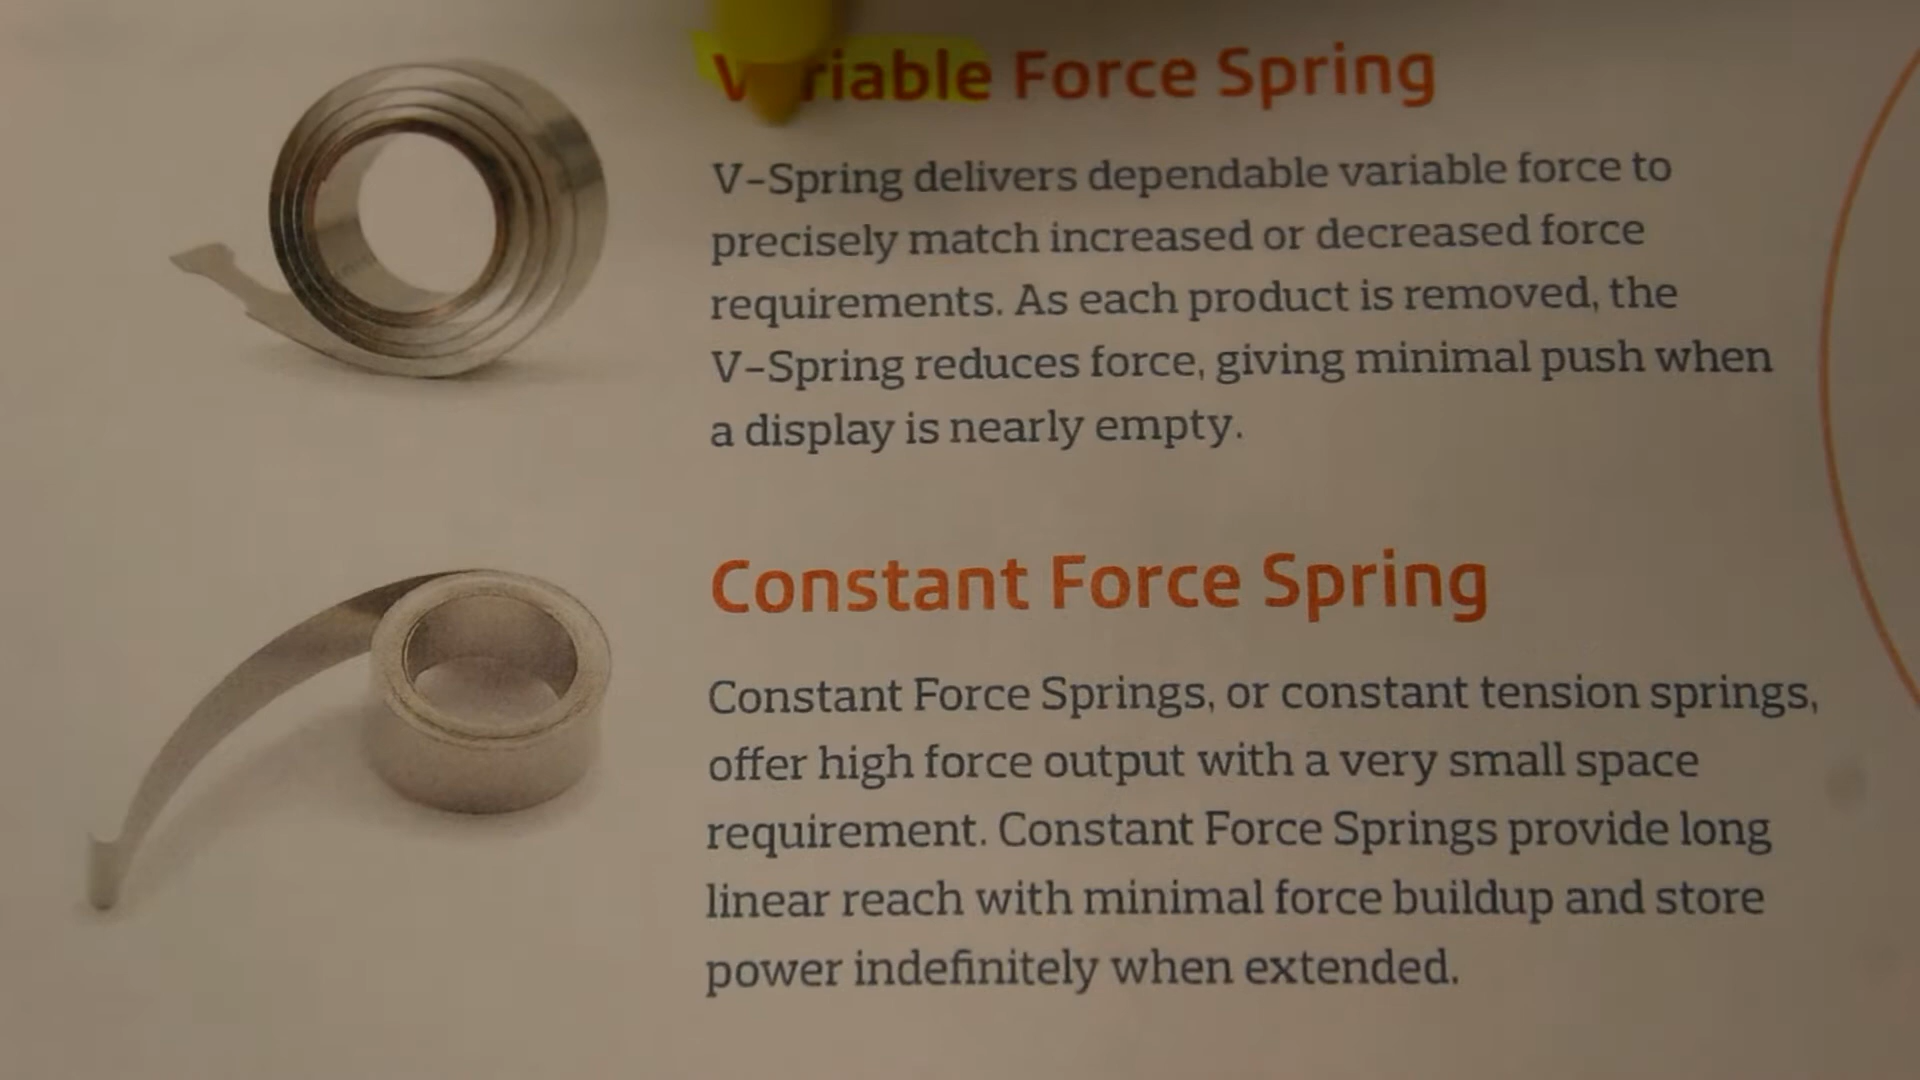 Variable Force Spring
V-Spring delivers dependable variable force to
precisely match increased or decreased force
requirements. As each product is removed, the
V-Spring reduces force, giving minimal push when
a display is nearly empty.
Constant Force Spring
Constant Force Springs, or constant tension springs,
offer high force output with a very small space
requirement. Constant Force Springs provide long
linear reach with minimal force buildup and store
power indefinitely when extended.